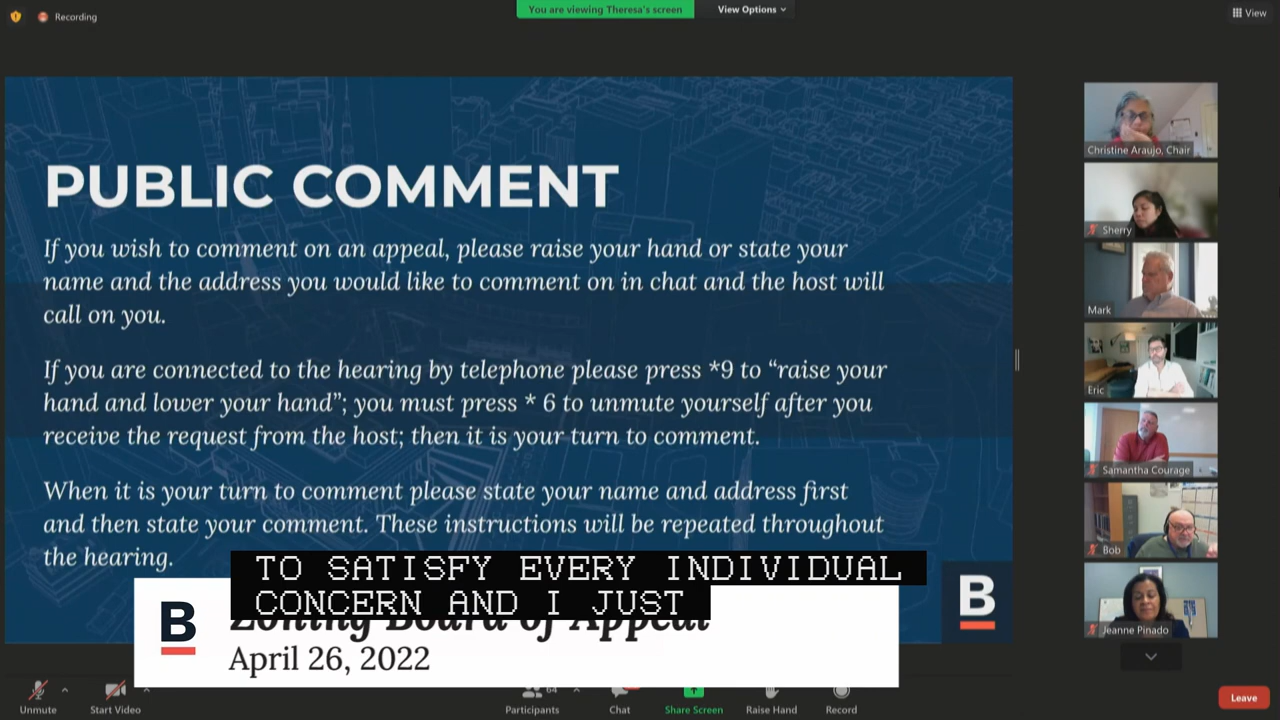 Recording
You are viewing Theresa's screen
View Options
View
PUBLIC COMMENT
If you wish to comment on an appeal, please raise your hand or state your
name and the address you would like to comment on in chat and the host will
call on you.
If you are connected to the hearing by telephone please press *9 to “raise your
hand and lower your hand”; you must press * 6 to unmute yourself after you
receive the request from the host; then it is your turn to comment.
When it is your turn to comment please state your name and address first
and then state your comment. These instructions will be repeated throughout
the hearing.
TO SATISFY EVERY INDIVIDUAL
CONCERN AND I JUST
B
Zoning Board of Appeal
April 26, 2022
B
Christine Araujo, Chair
Sherry
Mark
Eric
Samantha Courage
Bob
Jeanne Pinado
Unmute
Start Video
64
Participants
Chat
Share Screen
Raise Hand
Record
Leave